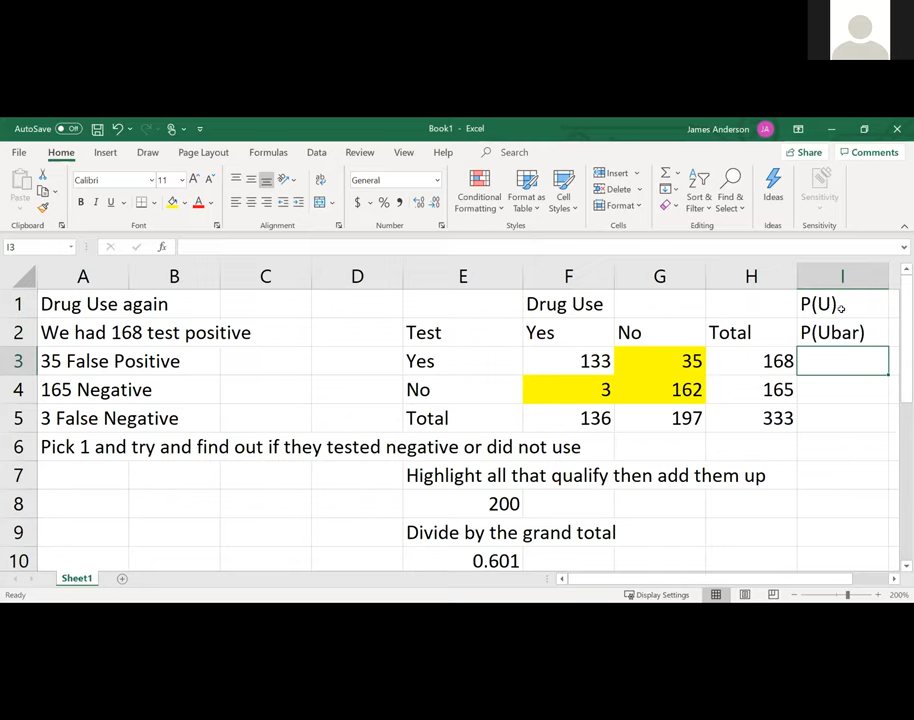 AutoSave Off Book1 - Excel James Anderson JA
File Home Insert Draw Page Layout Formulas Data Review View Help Search Share Comments
Paste Calibri 11 A A ab General Conditional Formatting Format as Table Cell Styles Insert Delete Format Sort & Filter Find & Select Ideas Sensitivity
B I U A $ % 9
Clipboard Font Alignment Number Styles Cells Editing Ideas Sensitivity
I3 fx
A B C D E F G H I
1 Drug Use again Drug Use P(U)
2 We had 168 test positive Test Yes No Total P(Ubar)
3 35 False Positive Yes 133 35 168
4 165 Negative No 3 162 165
5 3 False Negative Total 136 197 333
6 Pick 1 and try and find out if they tested negative or did not use
7 Highlight all that qualify then add them up
8 200
9 Divide by the grand total
10 0.601
Sheet1
Ready Display Settings 200%